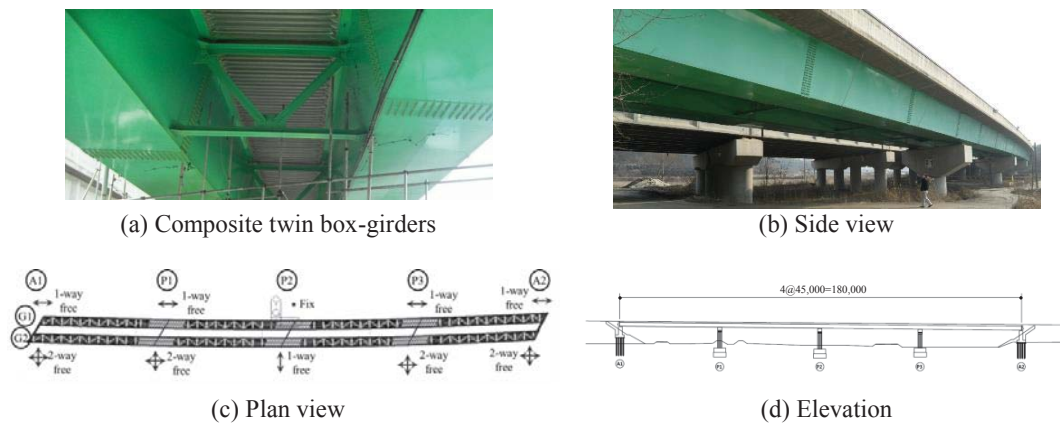 (a) Composite twin box-girders
(b) Side view
A1
P1
P2
P3
A2
1-way
free
1-way
free
• Fix
1-way
free
1-way
free
G1
G2
2-way
free
2-way
free
1-way
free
2-way
free
2-way
free
(c) Plan view
4@45,000=180,000
A1
P1
P2
P3
A2
(d) Elevation